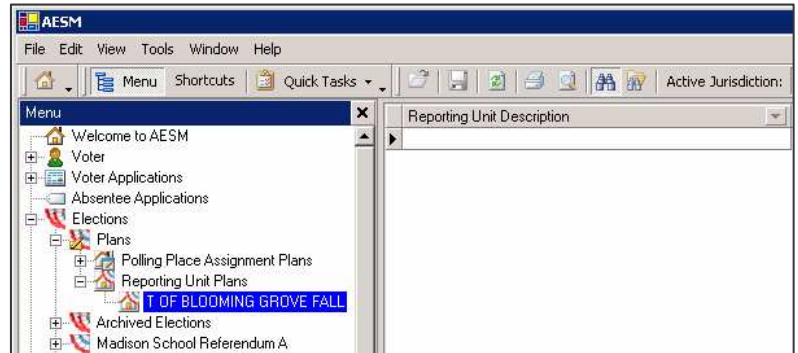 AESM
File Edit View Tools Window Help
Menu Shortcuts Quick Tasks Active Jurisdiction:
Menu
Reporting Unit Description
Welcome to AESM
Voter
Voter Applications
Absentee Applications
Elections
Plans
Polling Place Assignment Plans
Reporting Unit Plans
T OF BLOOMING GROVE FALL
Archived Elections
Madison School Referendum A